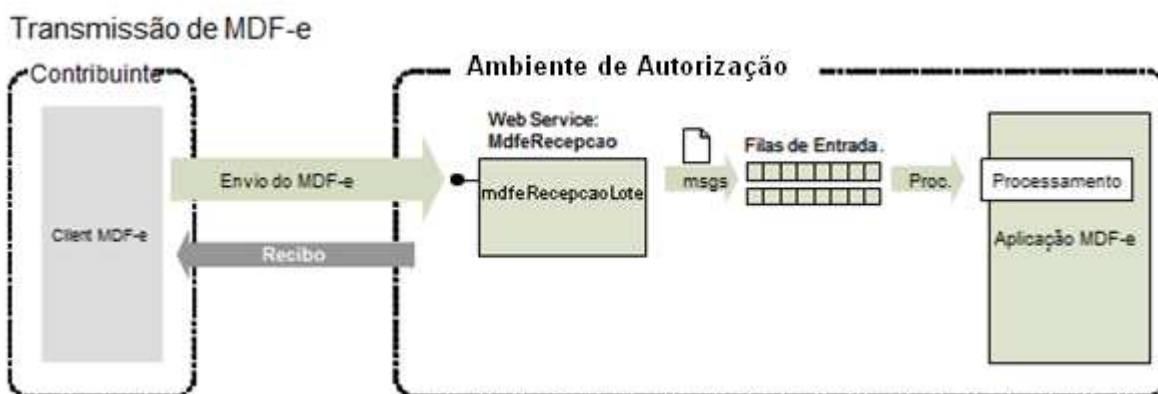 Transmissão de MDF-e
Contribuinte
Client MDF-e
Envio do MDF-e
Recibo
Ambiente de Autorização
Web Service:
MdfeRecepcao
mdfeRecepcaoLote
msgs
Filas de Entrada.
Proc.
Processamento
Aplicação MDF-e